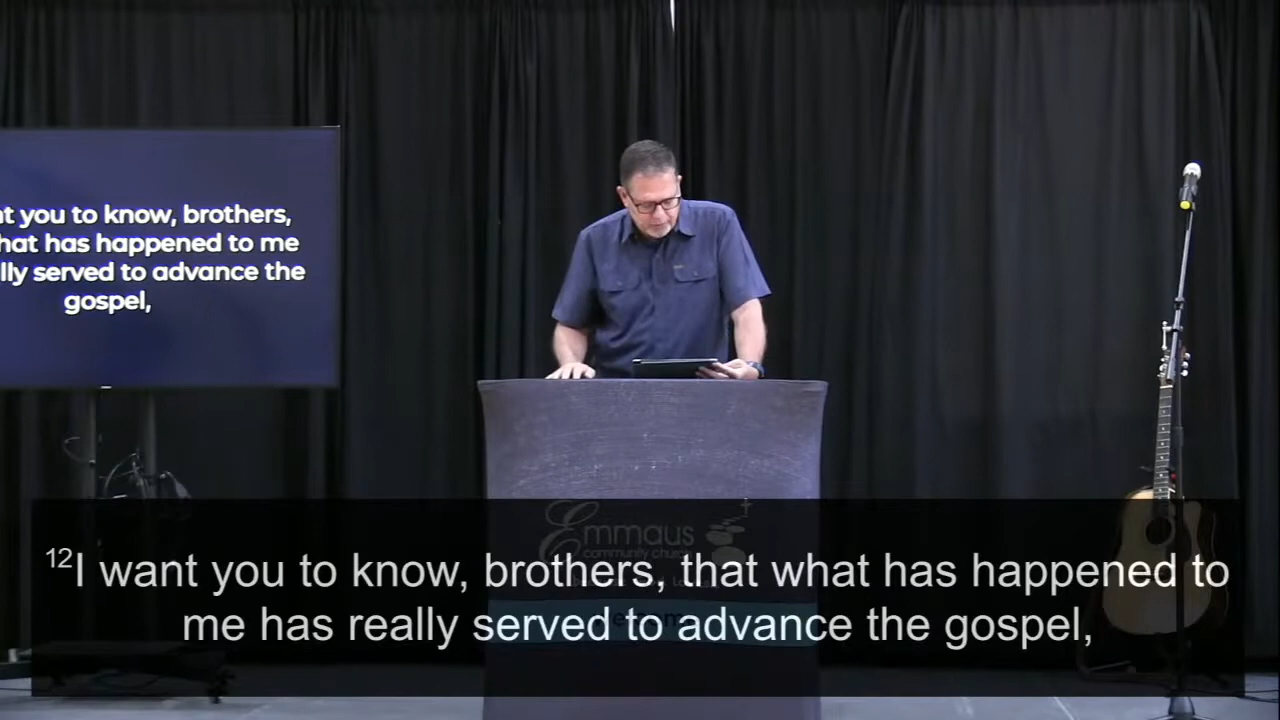 t you to know, brothers,
hat has happened to me
lly served to advance the
gospel,
Emmaus
community church
12I want you to know, brothers, that what has happened to
me has really served to advance the gospel,